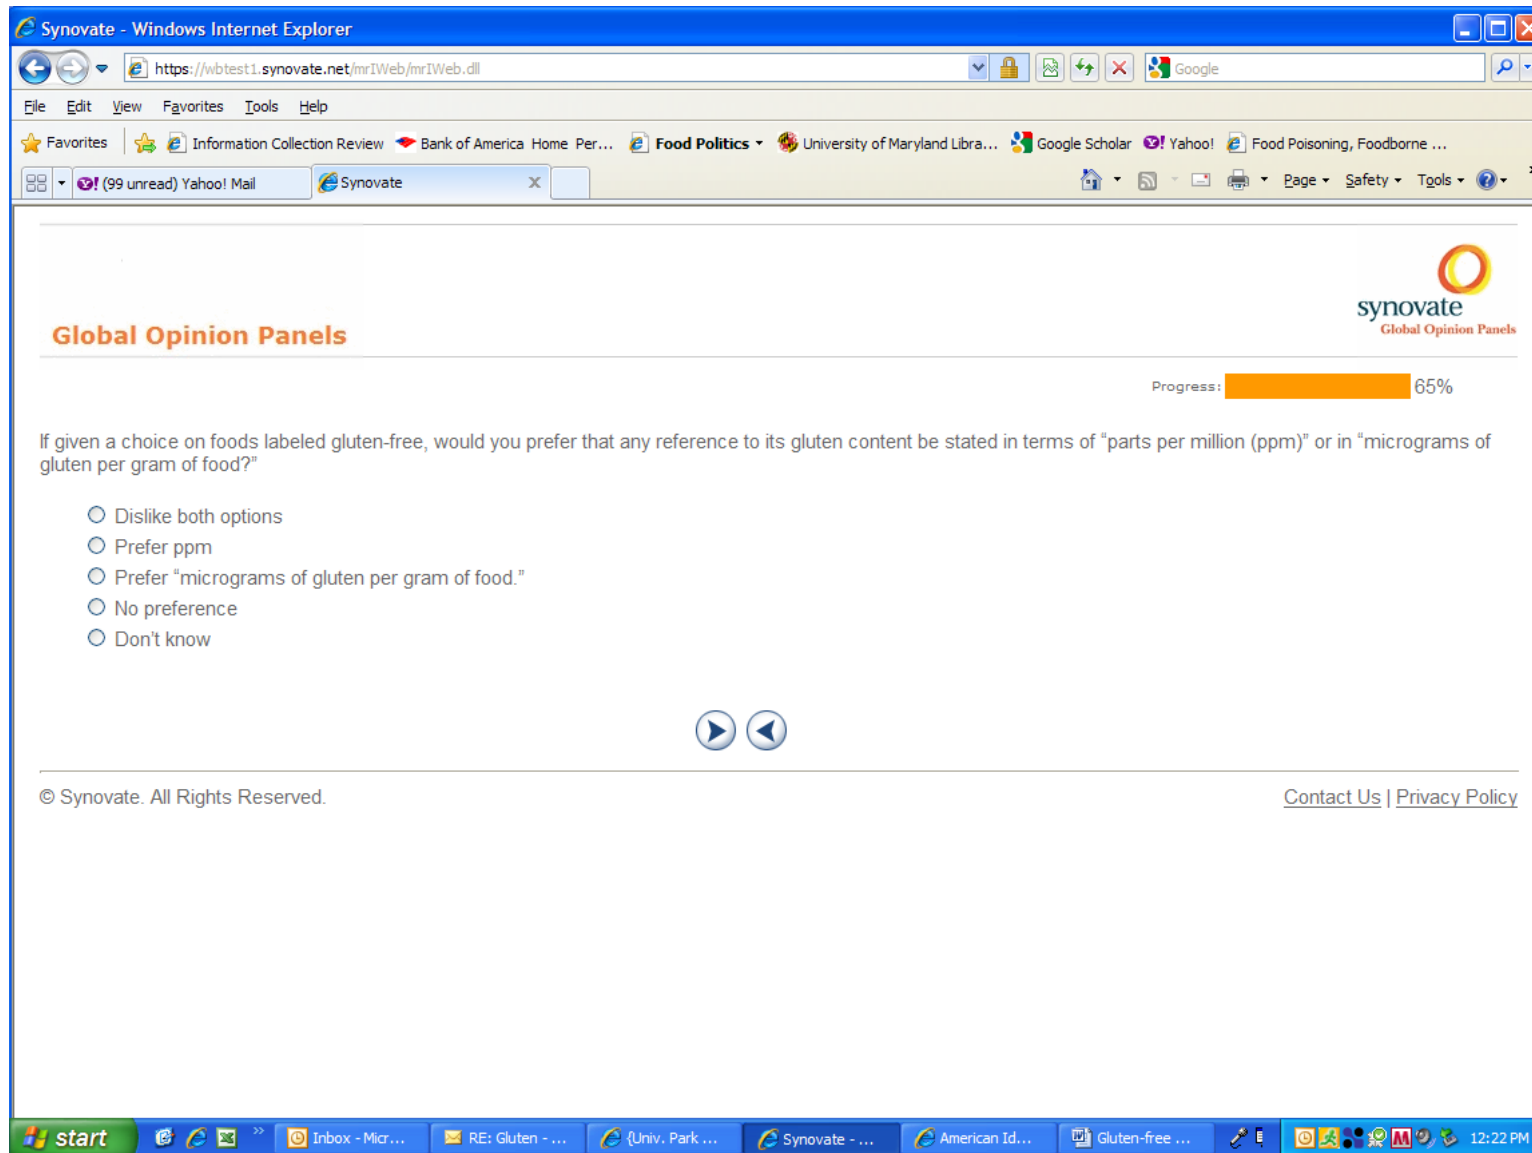 Synovate - Windows Internet Explorer
https://wbtest1.synovate.net/mrIWeb/mrIWeb.dll
Google
File Edit View Favorites Tools Help
Favorites Information Collection Review Bank of America Home Per... Food Politics University of Maryland Libra... Google Scholar Yahoo! Food Poisoning, Foodborne ...
(99 unread) Yahoo! Mail Synovate X Page Safety Tools
synovate
Global Opinion Panels
Global Opinion Panels
Progress: 65%
If given a choice on foods labeled gluten-free, would you prefer that any reference to its gluten content be stated in terms of “parts per million (ppm)” or in “micrograms of
gluten per gram of food?”
Dislike both options
Prefer ppm
Prefer “micrograms of gluten per gram of food.”
No preference
Don't know
© Synovate. All Rights Reserved. Contact Us | Privacy Policy
start Inbox - Micr... RE: Gluten - ... {Univ. Park ... Synovate - ... American Id... Gluten-free ... 12:22 PM